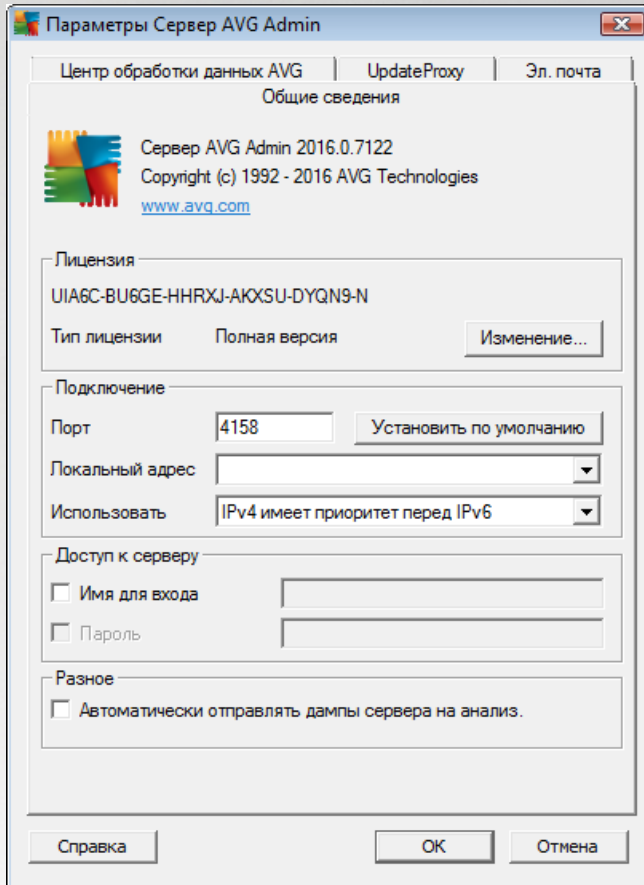 Параметры Сервер AVG Admin
Центр обработки данных AVG
UpdateProxy
Эл. почта
Общие сведения
Сервер AVG Admin 2016.0.7122
Copyright (c) 1992 - 2016 AVG Technologies
www.avg.com
Лицензия
UIA6C-BU6GE-HHRXJ-AKXSU-DYQN9-N
Тип лицензии Полная версия Изменение...
Подключение
Порт 4158 Установить по умолчанию
Локальный адрес
Использовать IPv4 имеет приоритет перед IPv6
Доступ к серверу
Имя для входа
Пароль
Разное
Автоматически отправлять дампы сервера на анализ.
Справка ОК Отмена